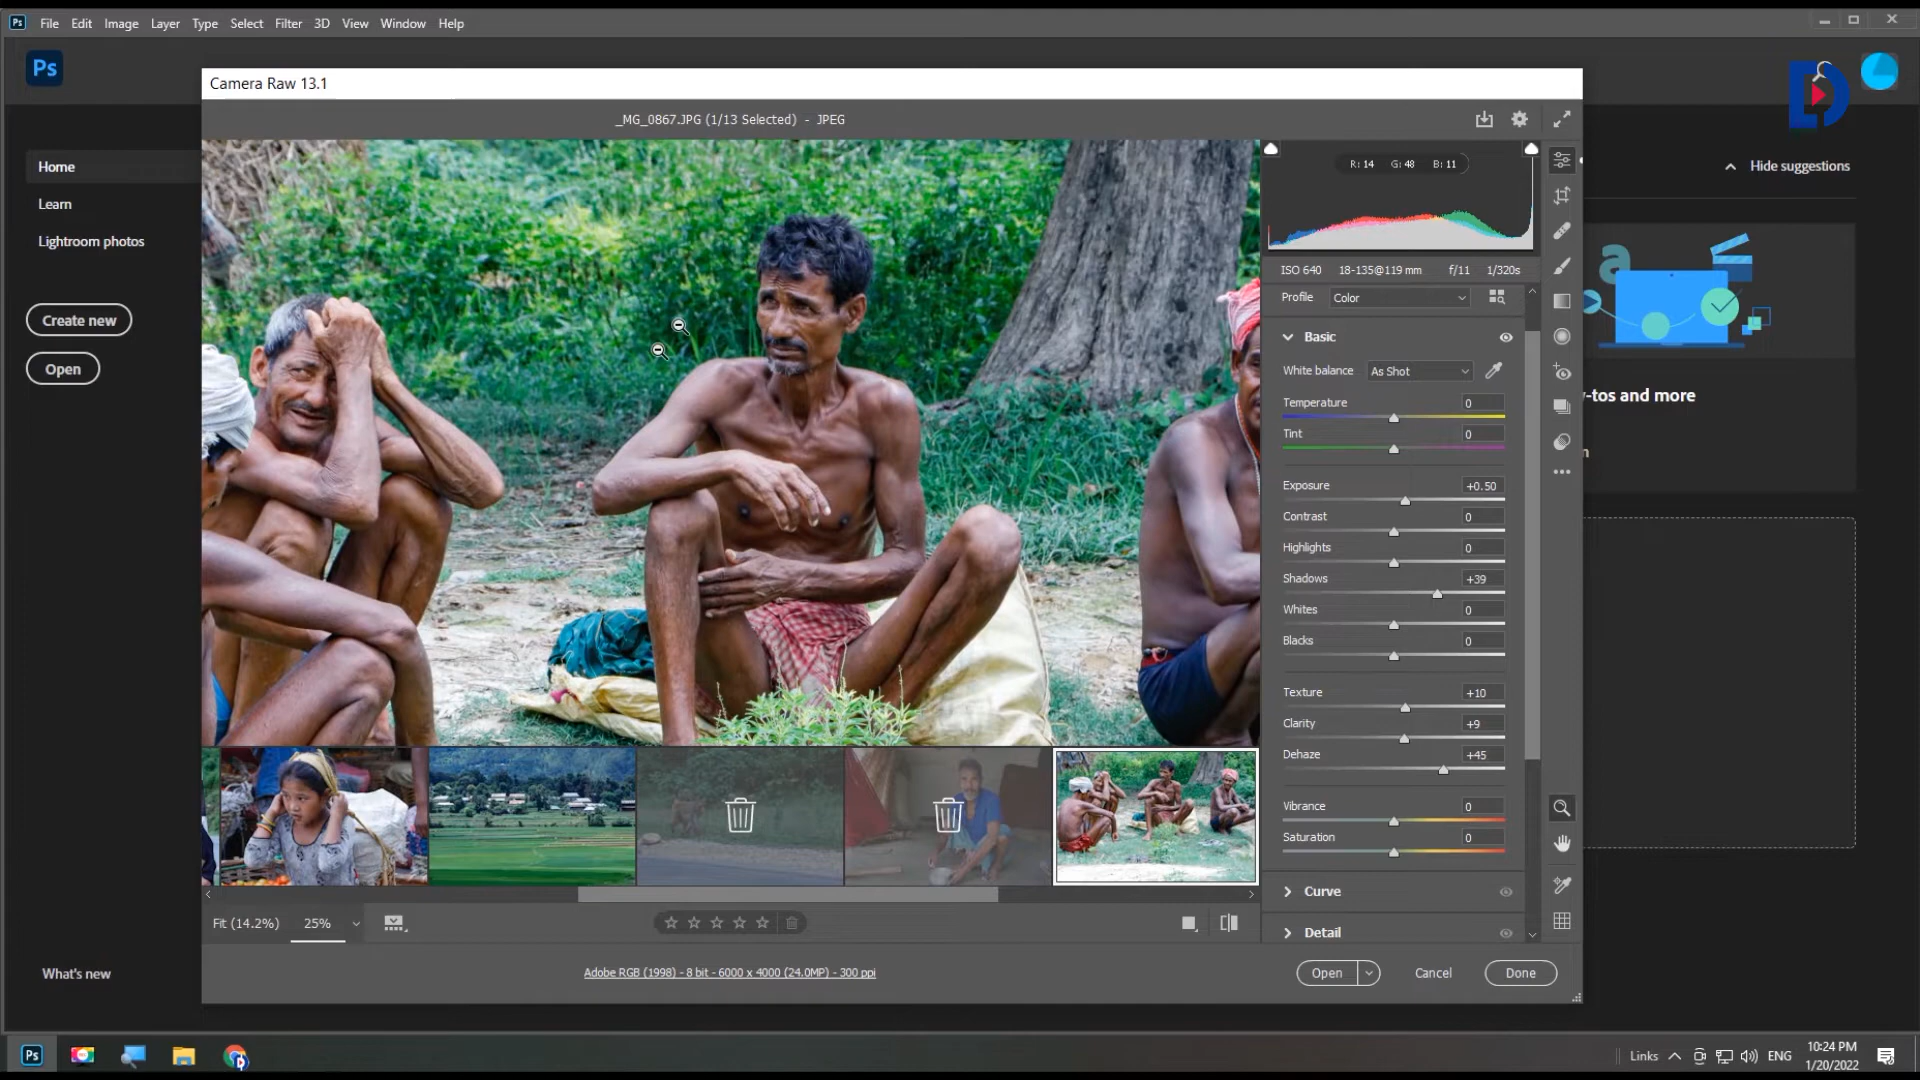 Ps File Edit Image Layer Type Select Filter 3D View Window Help
Ps
Camera Raw 13.1
_MG_0867.JPG (1/13 Selected) - JPEG
Home
Learn
Lightroom photos
Create new
Open
What's new
Hide suggestions
-tos and more
R: 14 G: 48 B: 11
ISO 640 18-135@119 mm f/11 1/320s
Profile Color
Basic
White balance As Shot
Temperature 0
Tint 0
Exposure +0.50
Contrast 0
Highlights 0
Shadows +39
Whites 0
Blacks 0
Texture +10
Clarity +9
Dehaze +45
Vibrance 0
Saturation 0
Curve
Detail
Fit (14.2%) 25%
Adobe RGB (1998) - 8 bit - 6000 x 4000 (24.0MP) - 300 ppi
Open Cancel Done
Ps
Links ENG 10:24 PM
1/20/2022